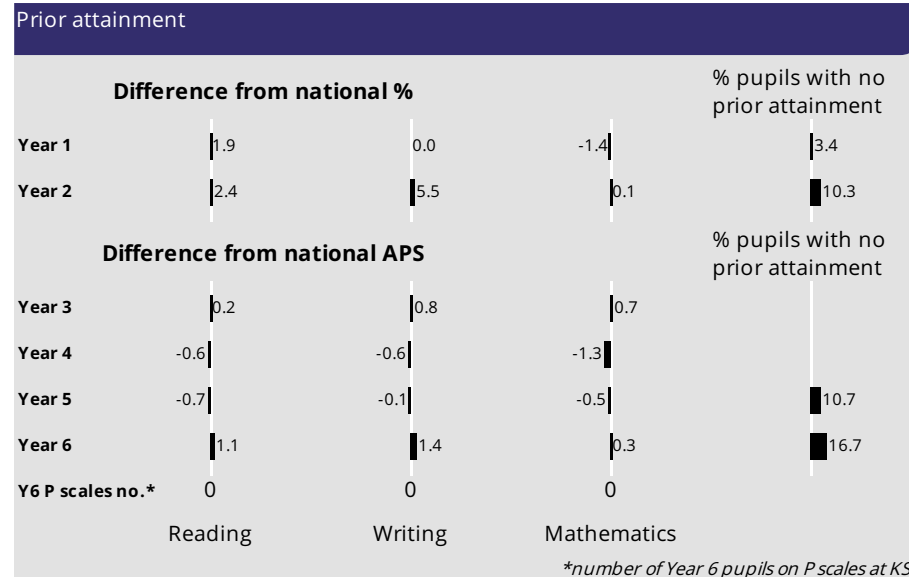 Prior attainment
Difference from national %
% pupils with no
prior attainment
Year 1 1.9 0.0 -1.4 3.4
Year 2 2.4 5.5 0.1 10.3
Difference from national APS
% pupils with no
prior attainment
Year 3 0.2 0.8 0.7
Year 4 -0.6 -0.6 -1.3
Year 5 -0.7 -0.1 -0.5 10.7
Year 6 1.1 1.4 0.3 16.7
Y6 P scales no.* 0 0 0
Reading Writing Mathematics
*number of Year 6 pupils on P scales at KS